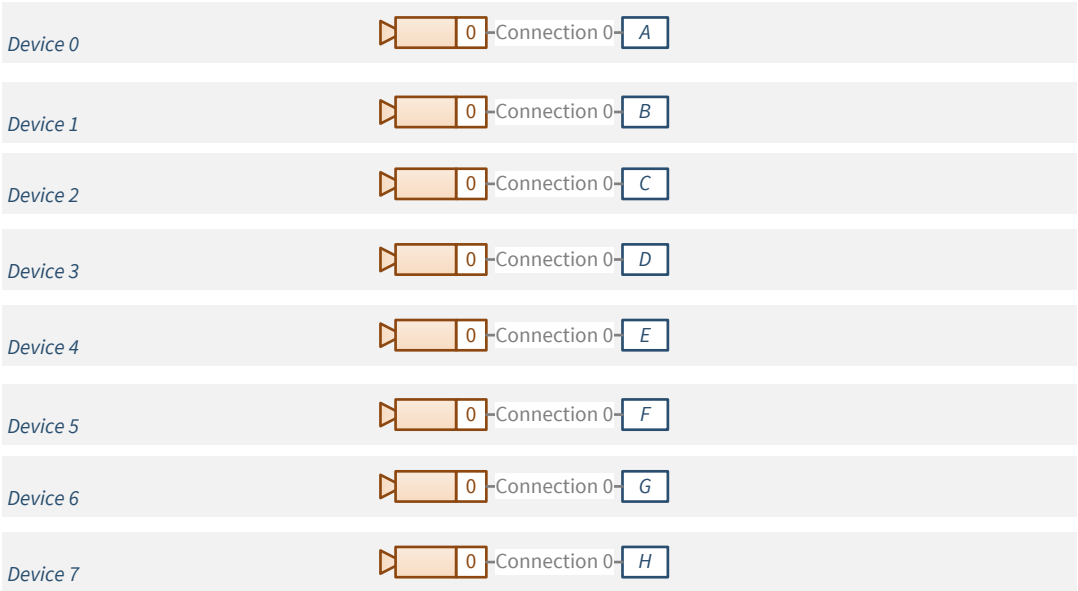 Device 0 0 Connection 0 A
Device 1 0 Connection 0 B
Device 2 0 Connection 0 C
Device 3 0 Connection 0 D
Device 4 0 Connection 0 E
Device 5 0 Connection 0 F
Device 6 0 Connection 0 G
Device 7 0 Connection 0 H